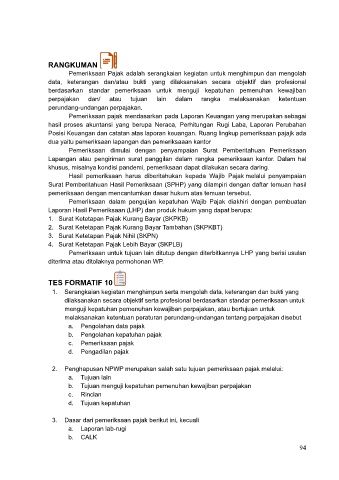 RANGKUMAN
Pemeriksaan Pajak adalah serangkaian kegiatan untuk menghimpun dan mengolah
data, keterangan dan/atau bukti yang dilaksanakan secara objektif dan profesional
berdasarkan standar pemeriksaan untuk menguji kepatuhan pemenuhan kewajiban
perpajakan dan/ atau tujuan lain dalam rangka melaksanakan ketentuan
perundang-undangan perpajakan.
Pemeriksaan pajak mendasarkan pada Laporan Keuangan yang merupakan sebagai
hasil proses akuntansi yang berupa Neraca, Perhitungan Rugi Laba, Laporan Perubahan
Posisi Keuangan dan catatan atas laporan keuangan. Ruang lingkup pemeriksaan pajajk ada
dua yaitu pemeriksaan lapangan dan pemeriksaaan kantor
Pemeriksaan dimulai dengan penyampaian Surat Pemberitahuan Pemeriksaan
Lapangan atau pengiriman surat panggilan dalam rangka pemeriksaan kantor. Dalam hal
khusus, misalnya kondisi pandemi, pemeriksaan dapat dilakukan secara daring.
Hasil pemeriksaan harus diberitahukan kepada Wajib Pajak melalui penyampaian
Surat Pemberitahuan Hasil Pemeriksaan (SPHP) yang dilampiri dengan daftar temuan hasil
pemeriksaan dengan mencantumkan dasar hukum atas temuan tersebut.
Pemeriksaan dalam pengujian kepatuhan Wajib Pajak diakhiri dengan pembuatan
Laporan Hasil Pemeriksaan (LHP) dan produk hukum yang dapat berupa:
1. Surat Ketetapan Pajak Kurang Bayar (SKPKB)
2. Surat Ketetapan Pajak Kurang Bayar Tambahan (SKPKBT)
3. Surat Ketetapan Pajak Nihil (SKPN)
4. Surat Ketetapan Pajak Lebih Bayar (SKPLB)
Pemeriksaan untuk tujuan lain ditutup dengan diterbitkannya LHP yang berisi usulan
diterima atau ditolaknya permohonan WP.
TES FORMATIF 10
1. Serangkaian kegiatan menghimpun serta mengolah data, keterangan dan bukti yang
dilaksanakan secara objektif serta profesional berdasarkan standar pemeriksaan untuk
menguji kepatuhan pemenuhan kewajiban perpajakan, atau bertujuan untuk
melaksanakan ketentuan peraturan perundang-undangan tentang perpajakan disebut
a. Pengolahan data pajak
b. Pengolahan kepatuhan pajak
c. Pemeriksaan pajak
d. Pengadilan pajak
2. Penghapusan NPWP merupakan salah satu tujuan pemeriksaan pajak melalui:
a. Tujuan lain
b. Tujuan menguji kepatuhan pemenuhan kewajiban perpajakan
c. Rincian
d. Tujuan kepatuhan
3. Dasar dari pemeriksaan pajak berikut ini, kecuali
a. Laporan lab-rugi
b. CALK
94